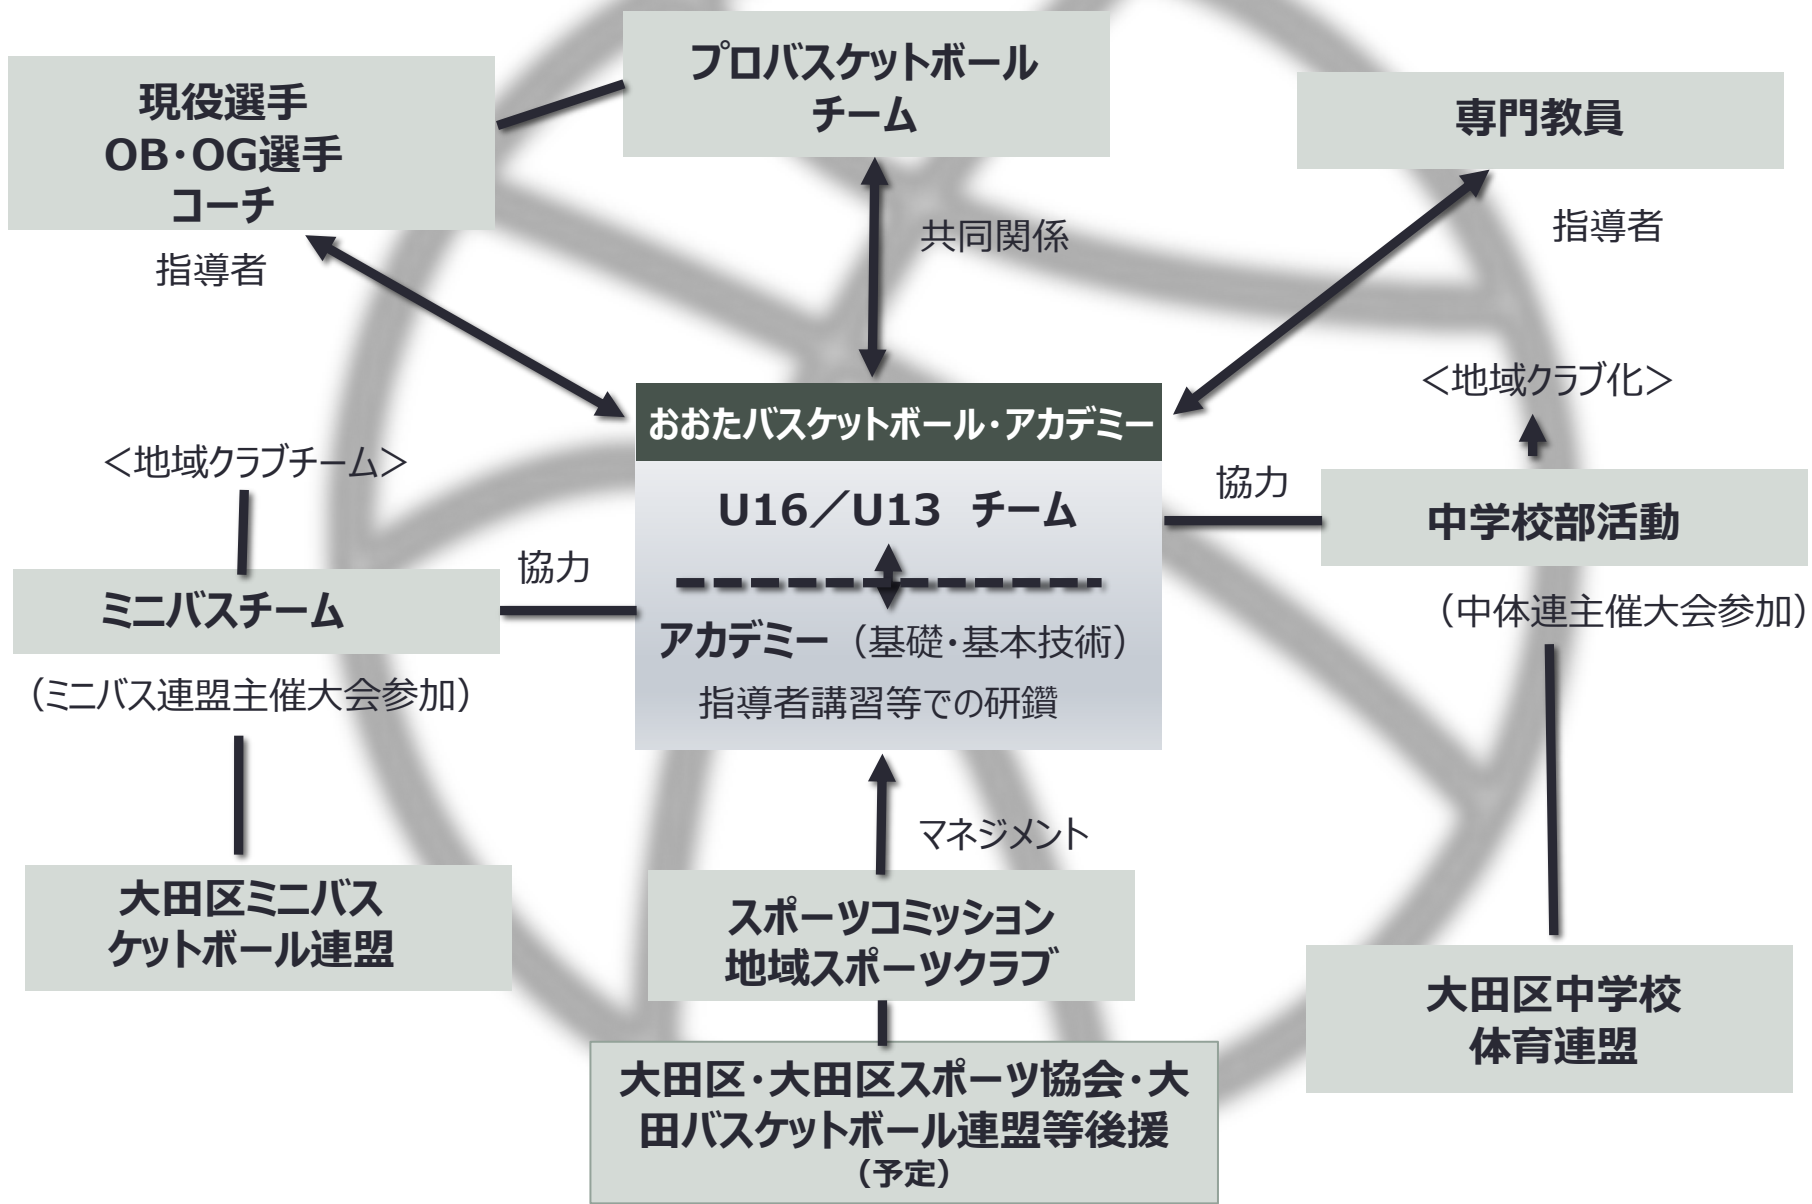 プロバスケットボール
チーム
現役選手
OB・OG選手
コーチ
専門教員
指導者
共同関係
指導者
おおたバスケットボール・アカデミー
U16／U13 チーム
アカデミー（基礎・基本技術）
指導者講習等での研鑽
＜地域クラブ化＞
協力
中学校部活動
（中体連主催大会参加）
＜地域クラブチーム＞
協力
ミニバスチーム
（ミニバス連盟主催大会参加）
マネジメント
大田区ミニバス
ケットボール連盟
スポーツコミッション
地域スポーツクラブ
大田区中学校
体育連盟
大田区・大田区スポーツ協会・大
田バスケットボール連盟等後援
（予定）